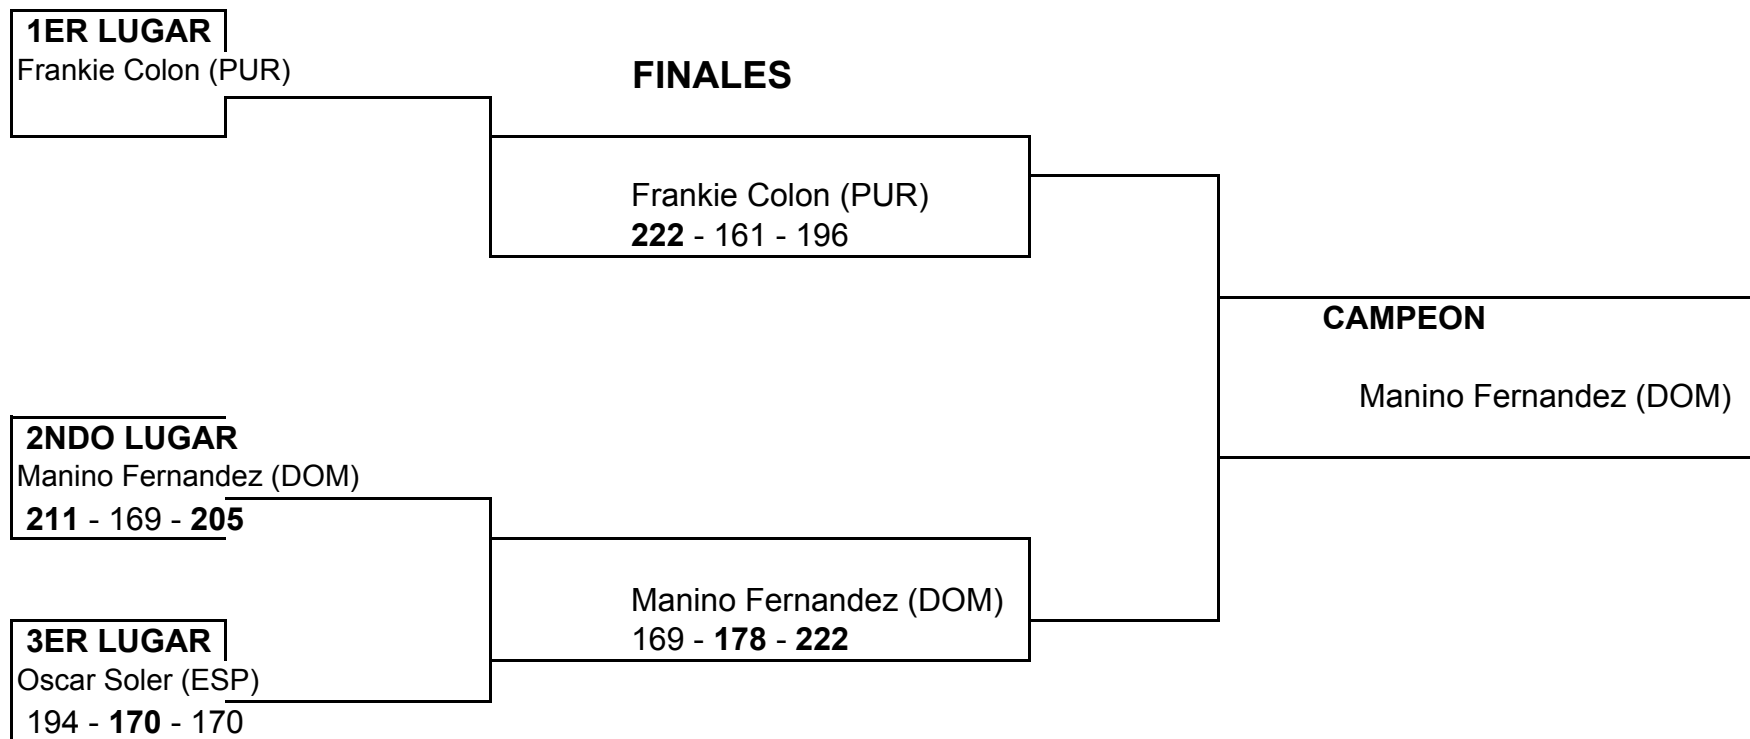 1ER LUGAR
Frankie Colon (PUR)
FINALES
Frankie Colon (PUR)
222 - 161 - 196
CAMPEON
Manino Fernandez (DOM)
2NDO LUGAR
Manino Fernandez (DOM)
211 - 169 - 205
Manino Fernandez (DOM)
169 - 178 - 222
3ER LUGAR
Oscar Soler (ESP)
194 - 170 - 170